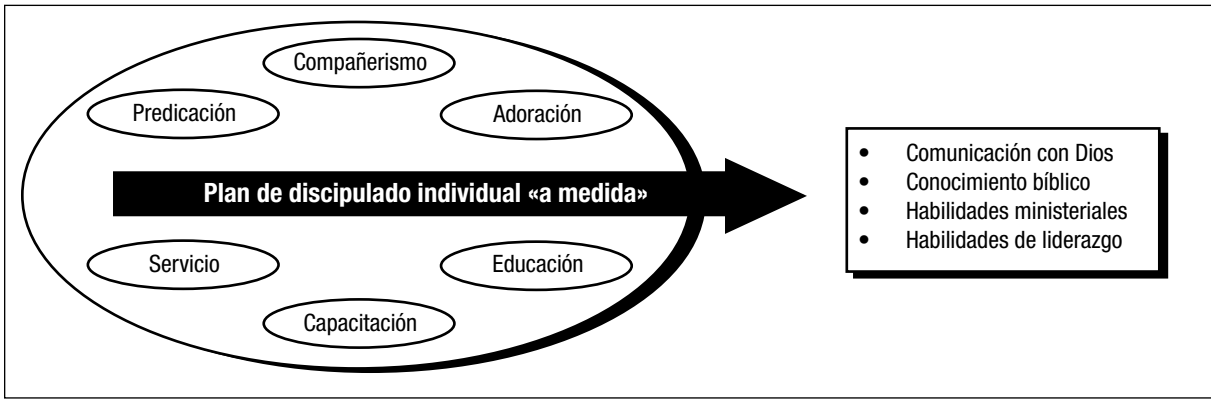 Compañerismo
Predicación
Adoración
Plan de discipulado individual «a medida»
Servicio
Educación
Capacitación
• Comunicación con Dios
• Conocimiento bíblico
• Habilidades ministeriales
• Habilidades de liderazgo